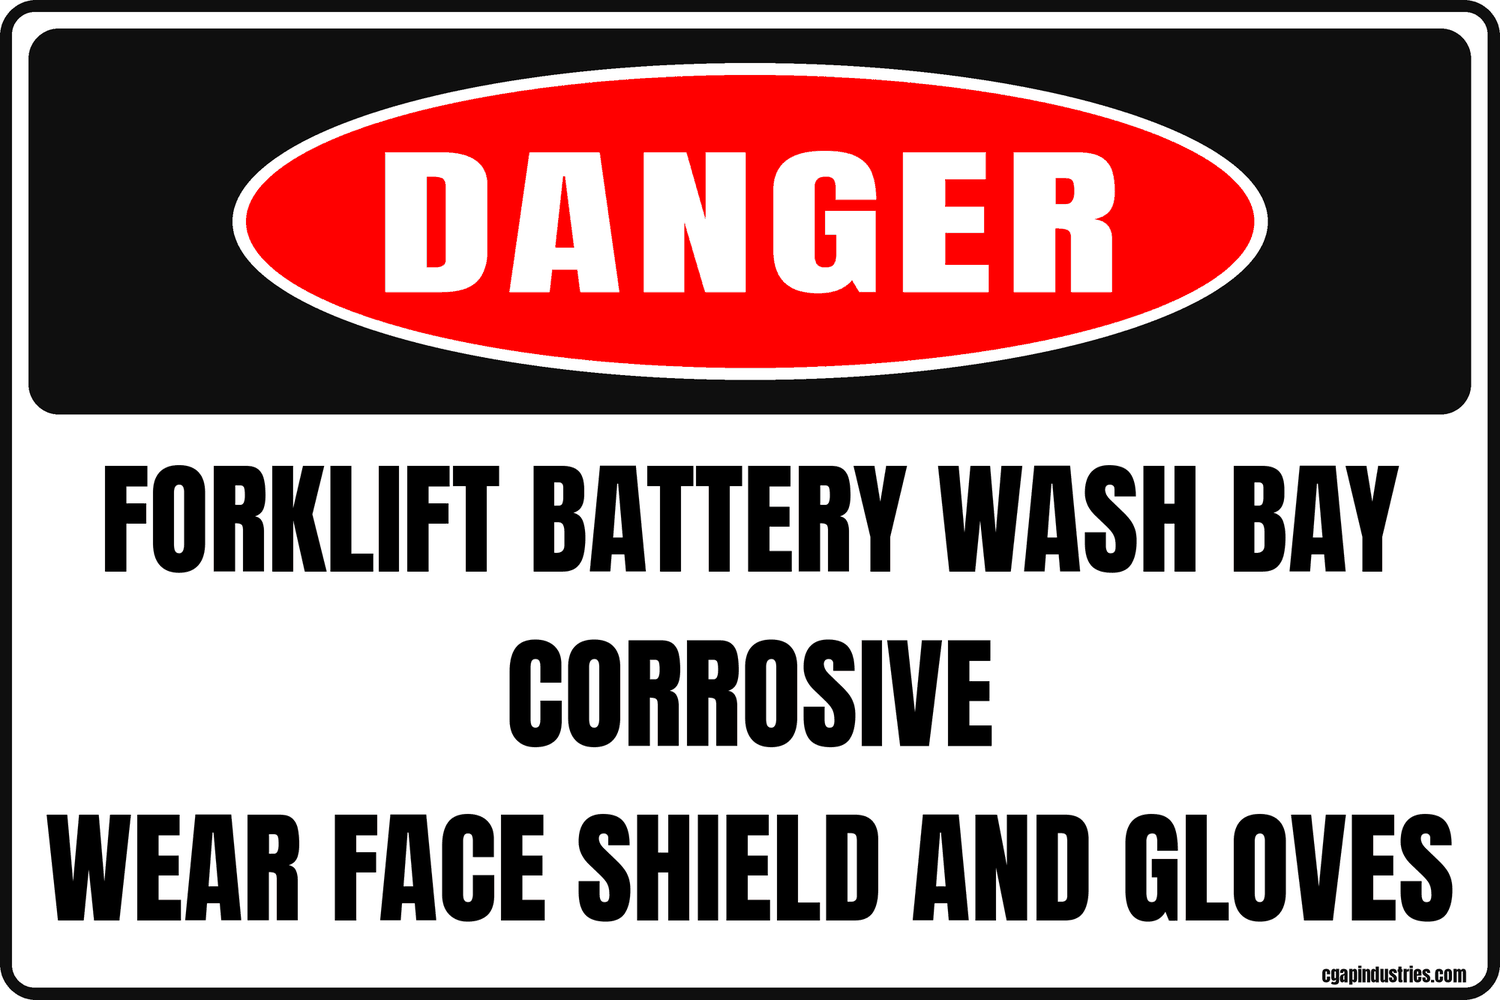 DANGER
FORKLIFT BATTERY WASH BAY
CORROSIVE
WEAR FACE SHIELD AND GLOVES
cgapindustries.com